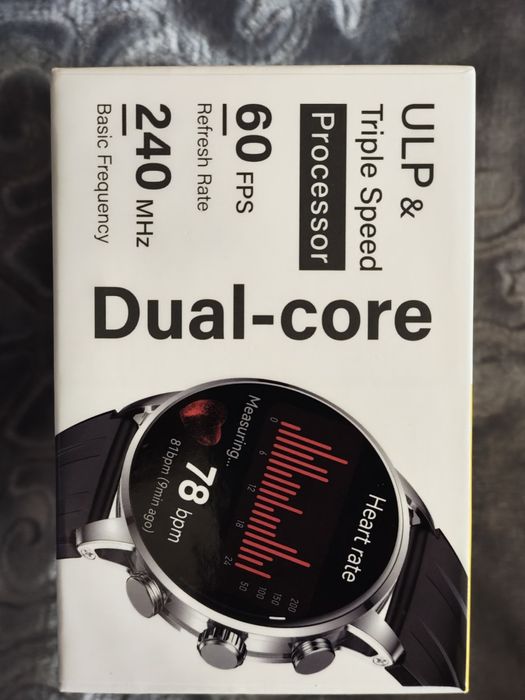 ULP &
Triple Speed
Processor
60 FPS
Refresh Rate
240 MHz
Basic Frequency
Dual-core
Heart rate
200
150
100
50
0
6
12
18
24
Measuring...
78 bpm
81bpm (9min ago)